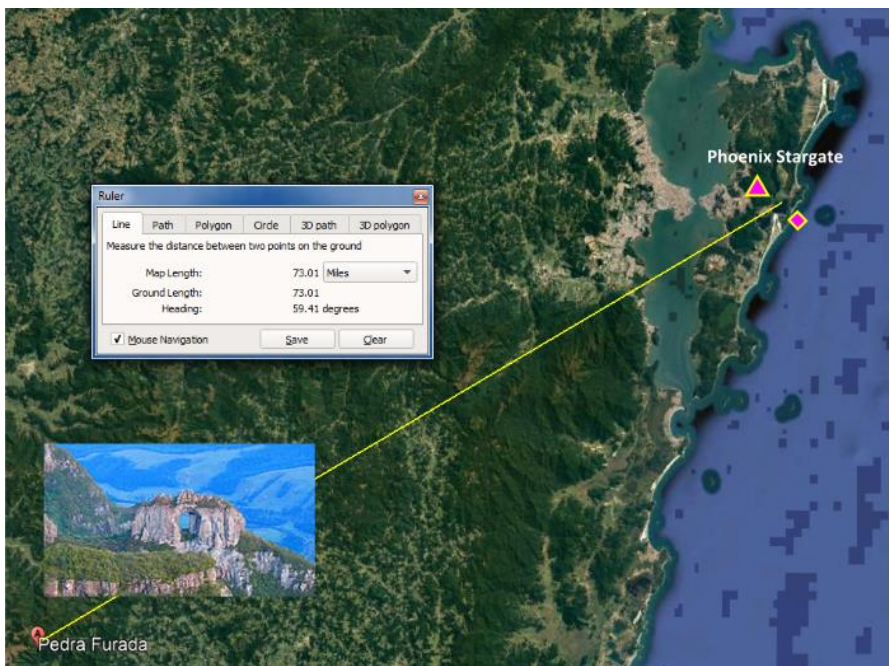 Phoenix Stargate
Ruler
Line Path Polygon Circle 3D path 3D polygon
Measure the distance between two points on the ground
Map Length: 73.01 Miles
Ground Length: 73.01
Heading: 59.41 degrees
Mouse Navigation Save Clear
A
Pedra Furada